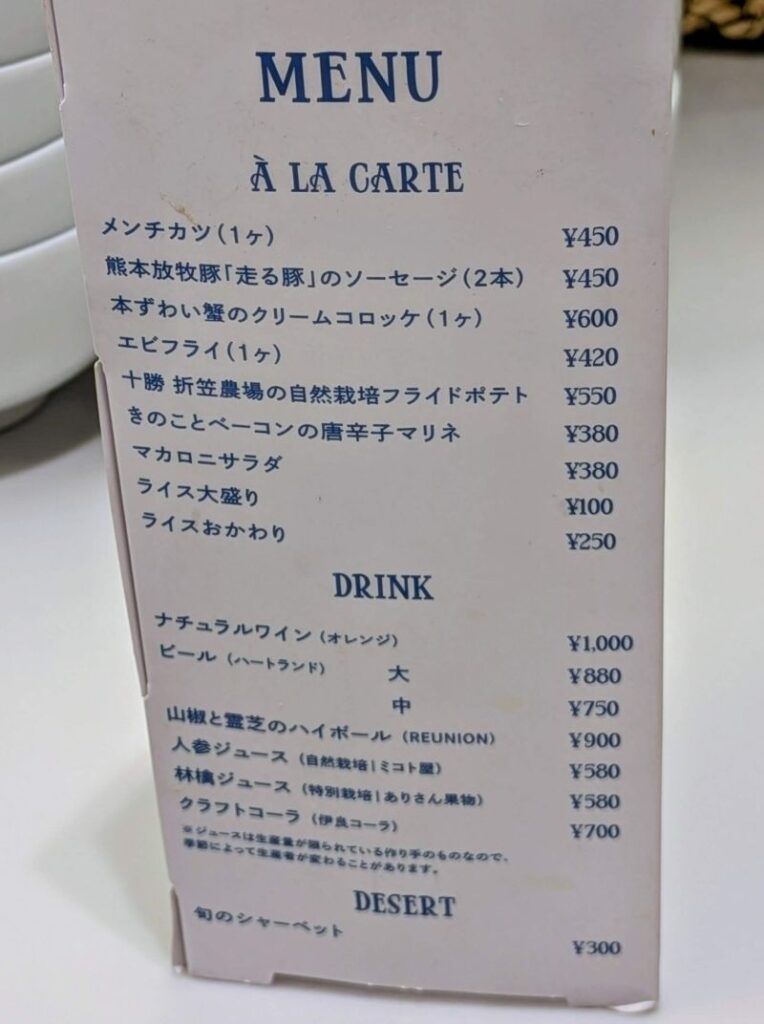 MENU
À LA CARTE
メンチカツ（1ヶ） ¥450
熊本放牧豚「走る豚」のソーセージ（2本） ¥450
本ずわい蟹のクリームコロッケ（1ヶ） ¥600
エビフライ（1ヶ） ¥420
十勝 折笠農場の自然栽培フライドポテト ¥550
きのことベーコンの唐辛子マリネ ¥380
マカロニサラダ ¥380
ライス大盛り ¥100
ライスおかわり ¥250
DRINK
ナチュラルワイン（オレンジ） ¥1,000
ビール（ハートランド） 大 ¥880
中 ¥750
山椒と霊芝のハイボール（REUNION） ¥900
人参ジュース（自然栽培|ミコト屋） ¥580
林檎ジュース（特別栽培|ありさん果物） ¥580
クラフトコーラ（伊良コーラ） ¥700
※ジュースは生産量が限られている作り手のものなので、
季節によって生産者が変わることがあります。
DESERT
旬のシャーベット ¥300